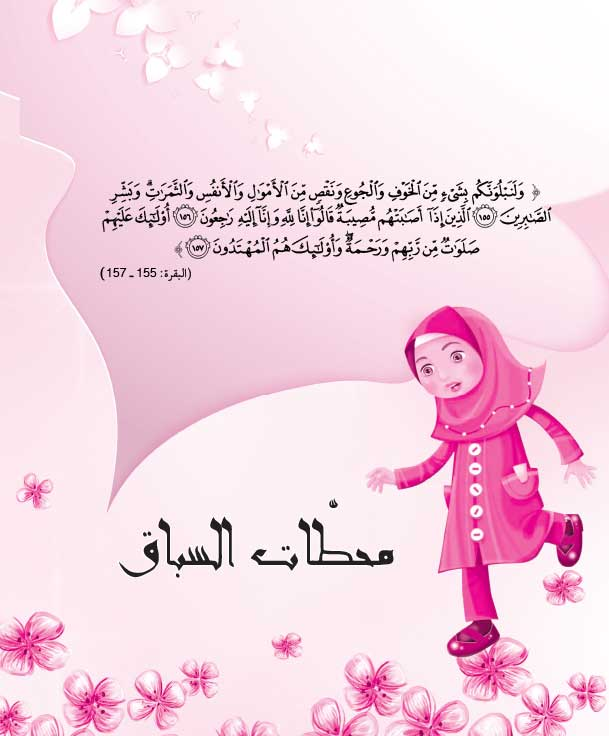 ﴿ وَلَنَبْلُوَنَّكُم بِشَىْءٍ مِّنَ ٱلْخَوْفِ وَٱلْجُوعِ وَنَقْصٍ مِّنَ ٱلْأَمْوَٰلِ وَٱلْأَنفُسِ وَٱلثَّمَرَٰتِ ۗ وَبَشِّرِ
ٱلصَّٰبِرِينَ ١٥٥ ٱلَّذِينَ إِذَآ أَصَٰبَتْهُم مُّصِيبَةٌ قَالُوٓا۟ إِنَّا لِلَّهِ وَإِنَّآ إِلَيْهِ رَٰجِعُونَ ١٥٦ أُو۟لَٰٓئِكَ عَلَيْهِمْ
صَلَوَٰتٌ مِّن رَّبِّهِمْ وَرَحْمَةٌ ۖ وَأُو۟لَٰٓئِكَ هُمُ ٱلْمُهْتَدُونَ ١٥٧ ﴾
(البقرة: 155 ـ 157)
محطّات السباق